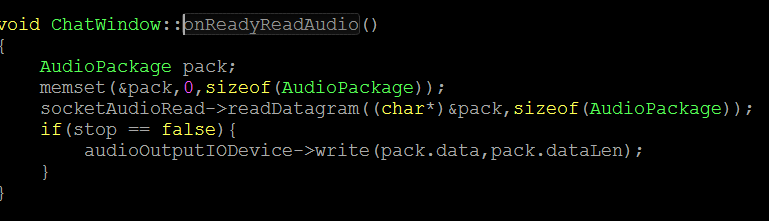 void ChatWindow::onReadyReadAudio()
{
    AudioPackage pack;
    memset(&pack,0,sizeof(AudioPackage));
    socketAudioRead->readDatagram((char*)&pack,sizeof(AudioPackage));
    if(stop == false){
        audioOutputIODevice->write(pack.data,pack.dataLen);
    }
}